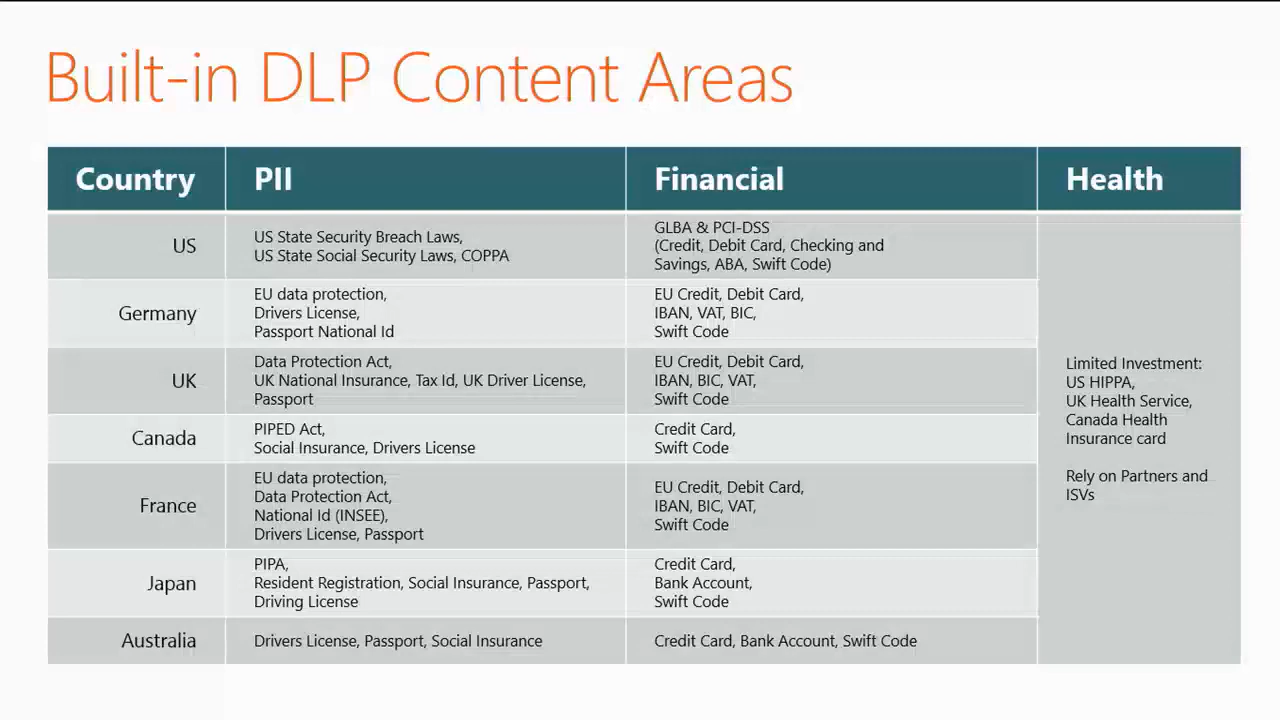 Built-in DLP Content Areas
Country PII Financial Health
US
US State Security Breach Laws,
US State Social Security Laws, COPPA
GLBA & PCI-DSS
(Credit, Debit Card, Checking and
Savings, ABA, Swift Code)
Germany
EU data protection,
Drivers License,
Passport National Id
EU Credit, Debit Card,
IBAN, VAT, BIC,
Swift Code
UK
Data Protection Act,
UK National Insurance, Tax Id, UK Driver License,
Passport
EU Credit, Debit Card,
IBAN, BIC, VAT,
Swift Code
Canada
PIPED Act,
Social Insurance, Drivers License
Credit Card,
Swift Code
France
EU data protection,
Data Protection Act,
National Id (INSEE),
Drivers License, Passport
EU Credit, Debit Card,
IBAN, BIC, VAT,
Swift Code
Japan
PIPA,
Resident Registration, Social Insurance, Passport,
Driving License
Credit Card,
Bank Account,
Swift Code
Australia
Drivers License, Passport, Social Insurance
Credit Card, Bank Account, Swift Code
Limited Investment:
US HIPPA,
UK Health Service,
Canada Health
Insurance card
Rely on Partners and
ISVs